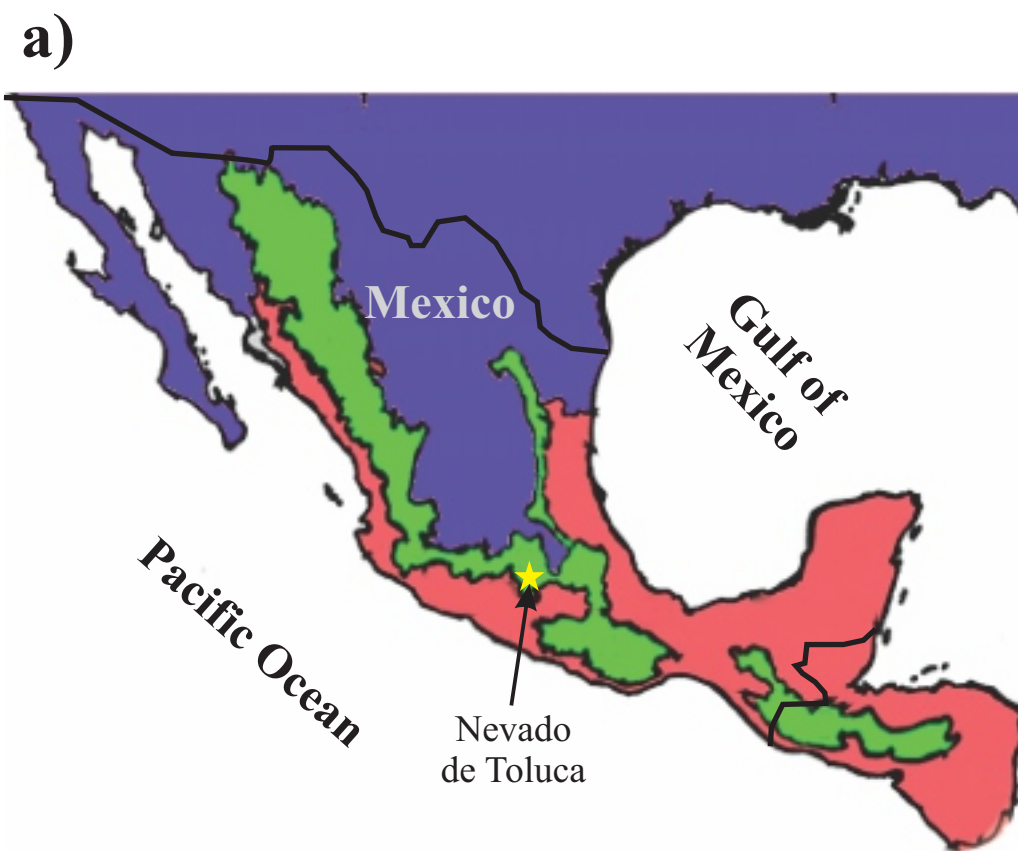 a)
Mexico
Gulf of
Mexico
Pacific Ocean
Nevado
de Toluca